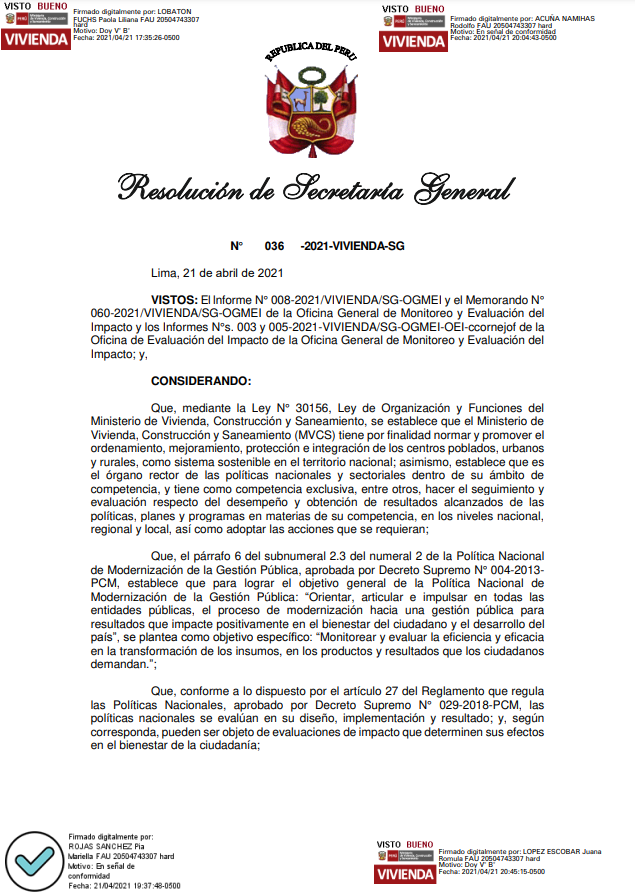 VISTO BUENO
PERÚ
VIVIENDA
Firmado digitalmente por: LOBATON
FUCHS Paola Liliana FAU 20504743307
hard
Motivo: Doy V° B°
Fecha: 2021/04/21 17:35:26-0500
VISTO BUENO
PERÚ
VIVIENDA
Firmado digitalmente por: ACUÑA NAMIHAS
Rodolfo FAU 20504743307 hard
Motivo: En señal de conformidad
Fecha: 2021/04/21 20:04:43-0500
REPUBLICA DEL PERU
Resolución de Secretaría General
N° 036 -2021-VIVIENDA-SG
Lima, 21 de abril de 2021
VISTOS: El Informe N° 008-2021/VIVIENDA/SG-OGMEI y el Memorando N°
060-2021/VIVIENDA/SG-OGMEI de la Oficina General de Monitoreo y Evaluación del
Impacto y los Informes N°s. 003 y 005-2021-VIVIENDA/SG-OGMEI-OEI-ccornejof de la
Oficina de Evaluación del Impacto de la Oficina General de Monitoreo y Evaluación del
Impacto; y,
CONSIDERANDO:
Que, mediante la Ley N° 30156, Ley de Organización y Funciones del
Ministerio de Vivienda, Construcción y Saneamiento, se establece que el Ministerio de
Vivienda, Construcción y Saneamiento (MVCS) tiene por finalidad normar y promover el
ordenamiento, mejoramiento, protección e integración de los centros poblados, urbanos
y rurales, como sistema sostenible en el territorio nacional; asimismo, establece que es
el órgano rector de las políticas nacionales y sectoriales dentro de su ámbito de
competencia, y tiene como competencia exclusiva, entre otros, hacer el seguimiento y
evaluación respecto del desempeño y obtención de resultados alcanzados de las
políticas, planes y programas en materias de su competencia, en los niveles nacional,
regional y local, así como adoptar las acciones que se requieran;
Que, el párrafo 6 del subnumeral 2.3 del numeral 2 de la Política Nacional
de Modernización de la Gestión Pública, aprobada por Decreto Supremo N° 004-2013-
PCM, establece que para lograr el objetivo general de la Política Nacional de
Modernización de la Gestión Pública: “Orientar, articular e impulsar en todas las
entidades públicas, el proceso de modernización hacia una gestión pública para
resultados que impacte positivamente en el bienestar del ciudadano y el desarrollo del
país”, se plantea como objetivo específico: “Monitorear y evaluar la eficiencia y eficacia
en la transformación de los insumos, en los productos y resultados que los ciudadanos
demandan.”;
Que, conforme a lo dispuesto por el artículo 27 del Reglamento que regula
las Políticas Nacionales, aprobado por Decreto Supremo N° 029-2018-PCM, las
políticas nacionales se evalúan en su diseño, implementación y resultado; y, según
corresponda, pueden ser objeto de evaluaciones de impacto que determinen sus efectos
en el bienestar de la ciudadanía;
Firmado digitalmente por:
ROJAS SANCHEZ Pia
Mariella FAU 20504743307 hard
Motivo: En señal de
conformidad
Fecha: 21/04/2021 19:37:48-0500
VISTO BUENO
PERÚ
VIVIENDA
Firmado digitalmente por: LOPEZ ESCOBAR Juana
Romula FAU 20504743307 hard
Motivo: Doy V° B°
Fecha: 2021/04/21 20:45:15-0500